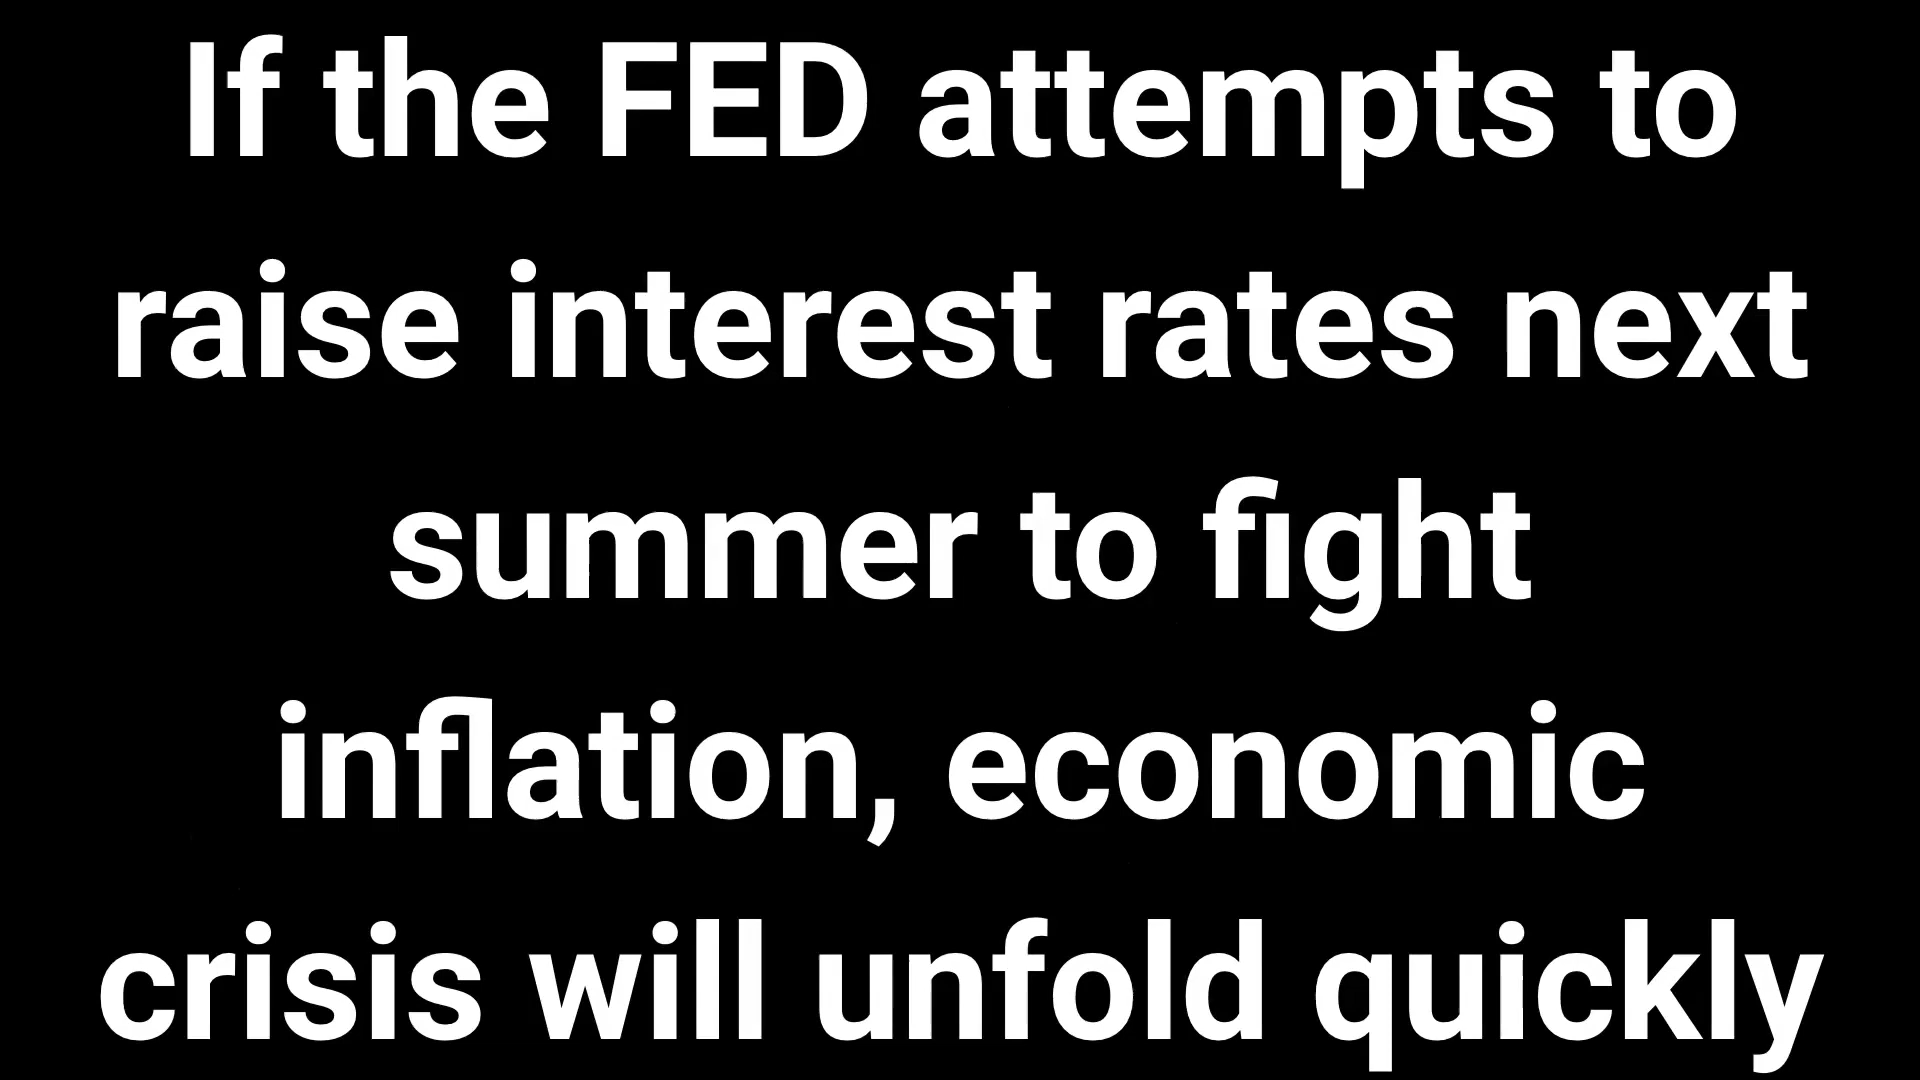 If the FED attempts to
raise interest rates next
summer to fight
inflation, economic
crisis will unfold quickly